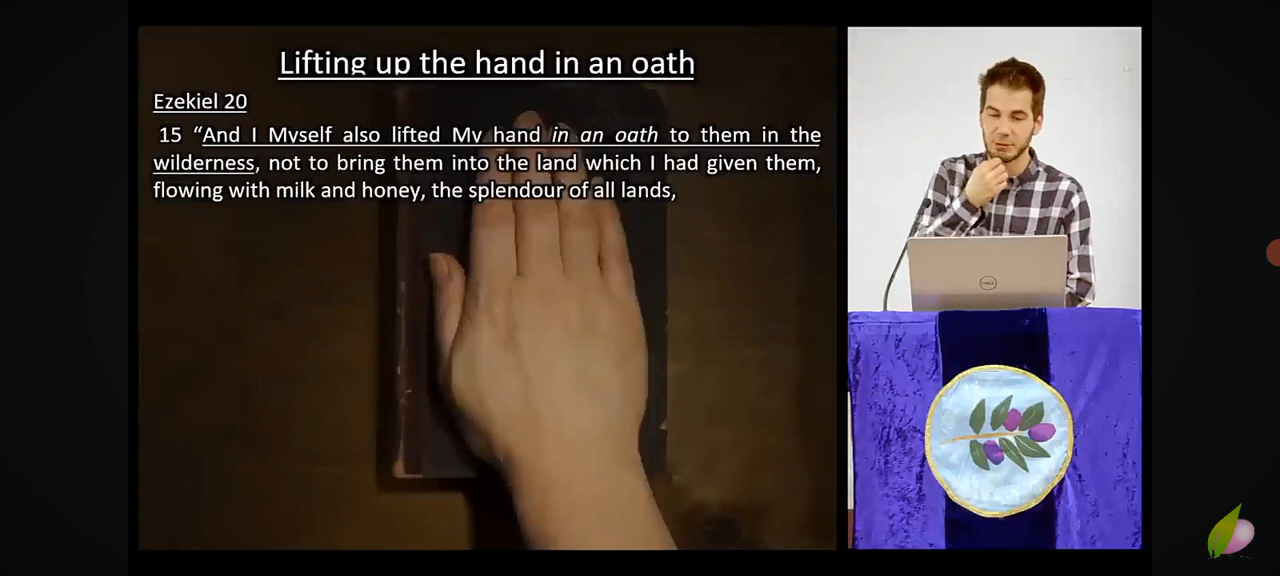 Lifting up the hand in an oath
Ezekiel 20
15 “And I Myself also lifted My hand in an oath to them in the
wilderness, not to bring them into the land which I had given them,
flowing with milk and honey, the splendour of all lands,
DELL